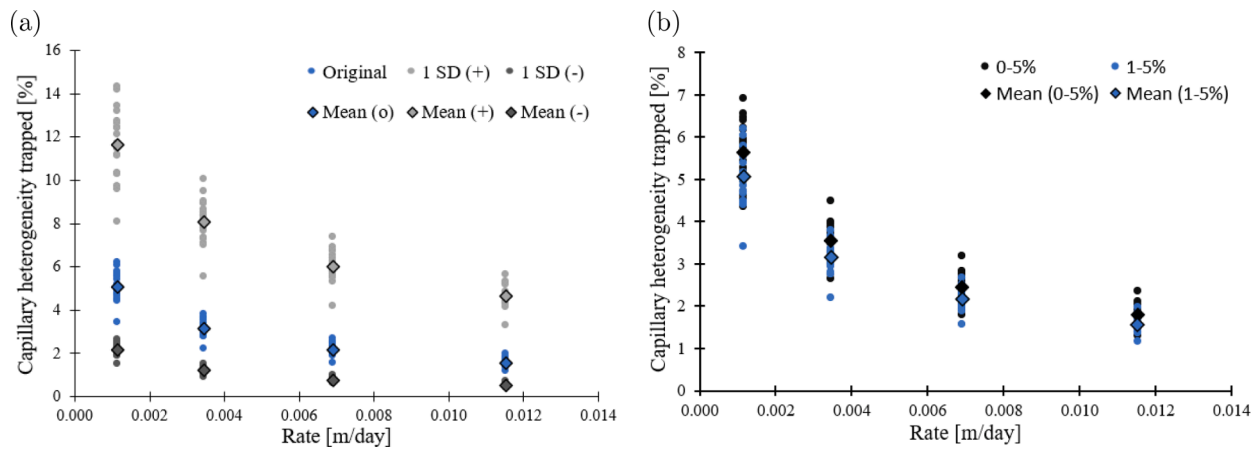 (a)
Capillary heterogeneity trapped [%]
16
14
12
10
8
6
4
2
0
Original 1 SD (+) 1 SD (-)
Mean (o) Mean (+) Mean (-)
0.000 0.002 0.004 0.006 0.008 0.010 0.012 0.014
Rate [m/day]
(b)
Capillary heterogeneity trapped [%]
8
7
6
5
4
3
2
1
0
0-5% 1-5%
Mean (0-5%) Mean (1-5%)
0.000 0.002 0.004 0.006 0.008 0.010 0.012 0.014
Rate [m/day]